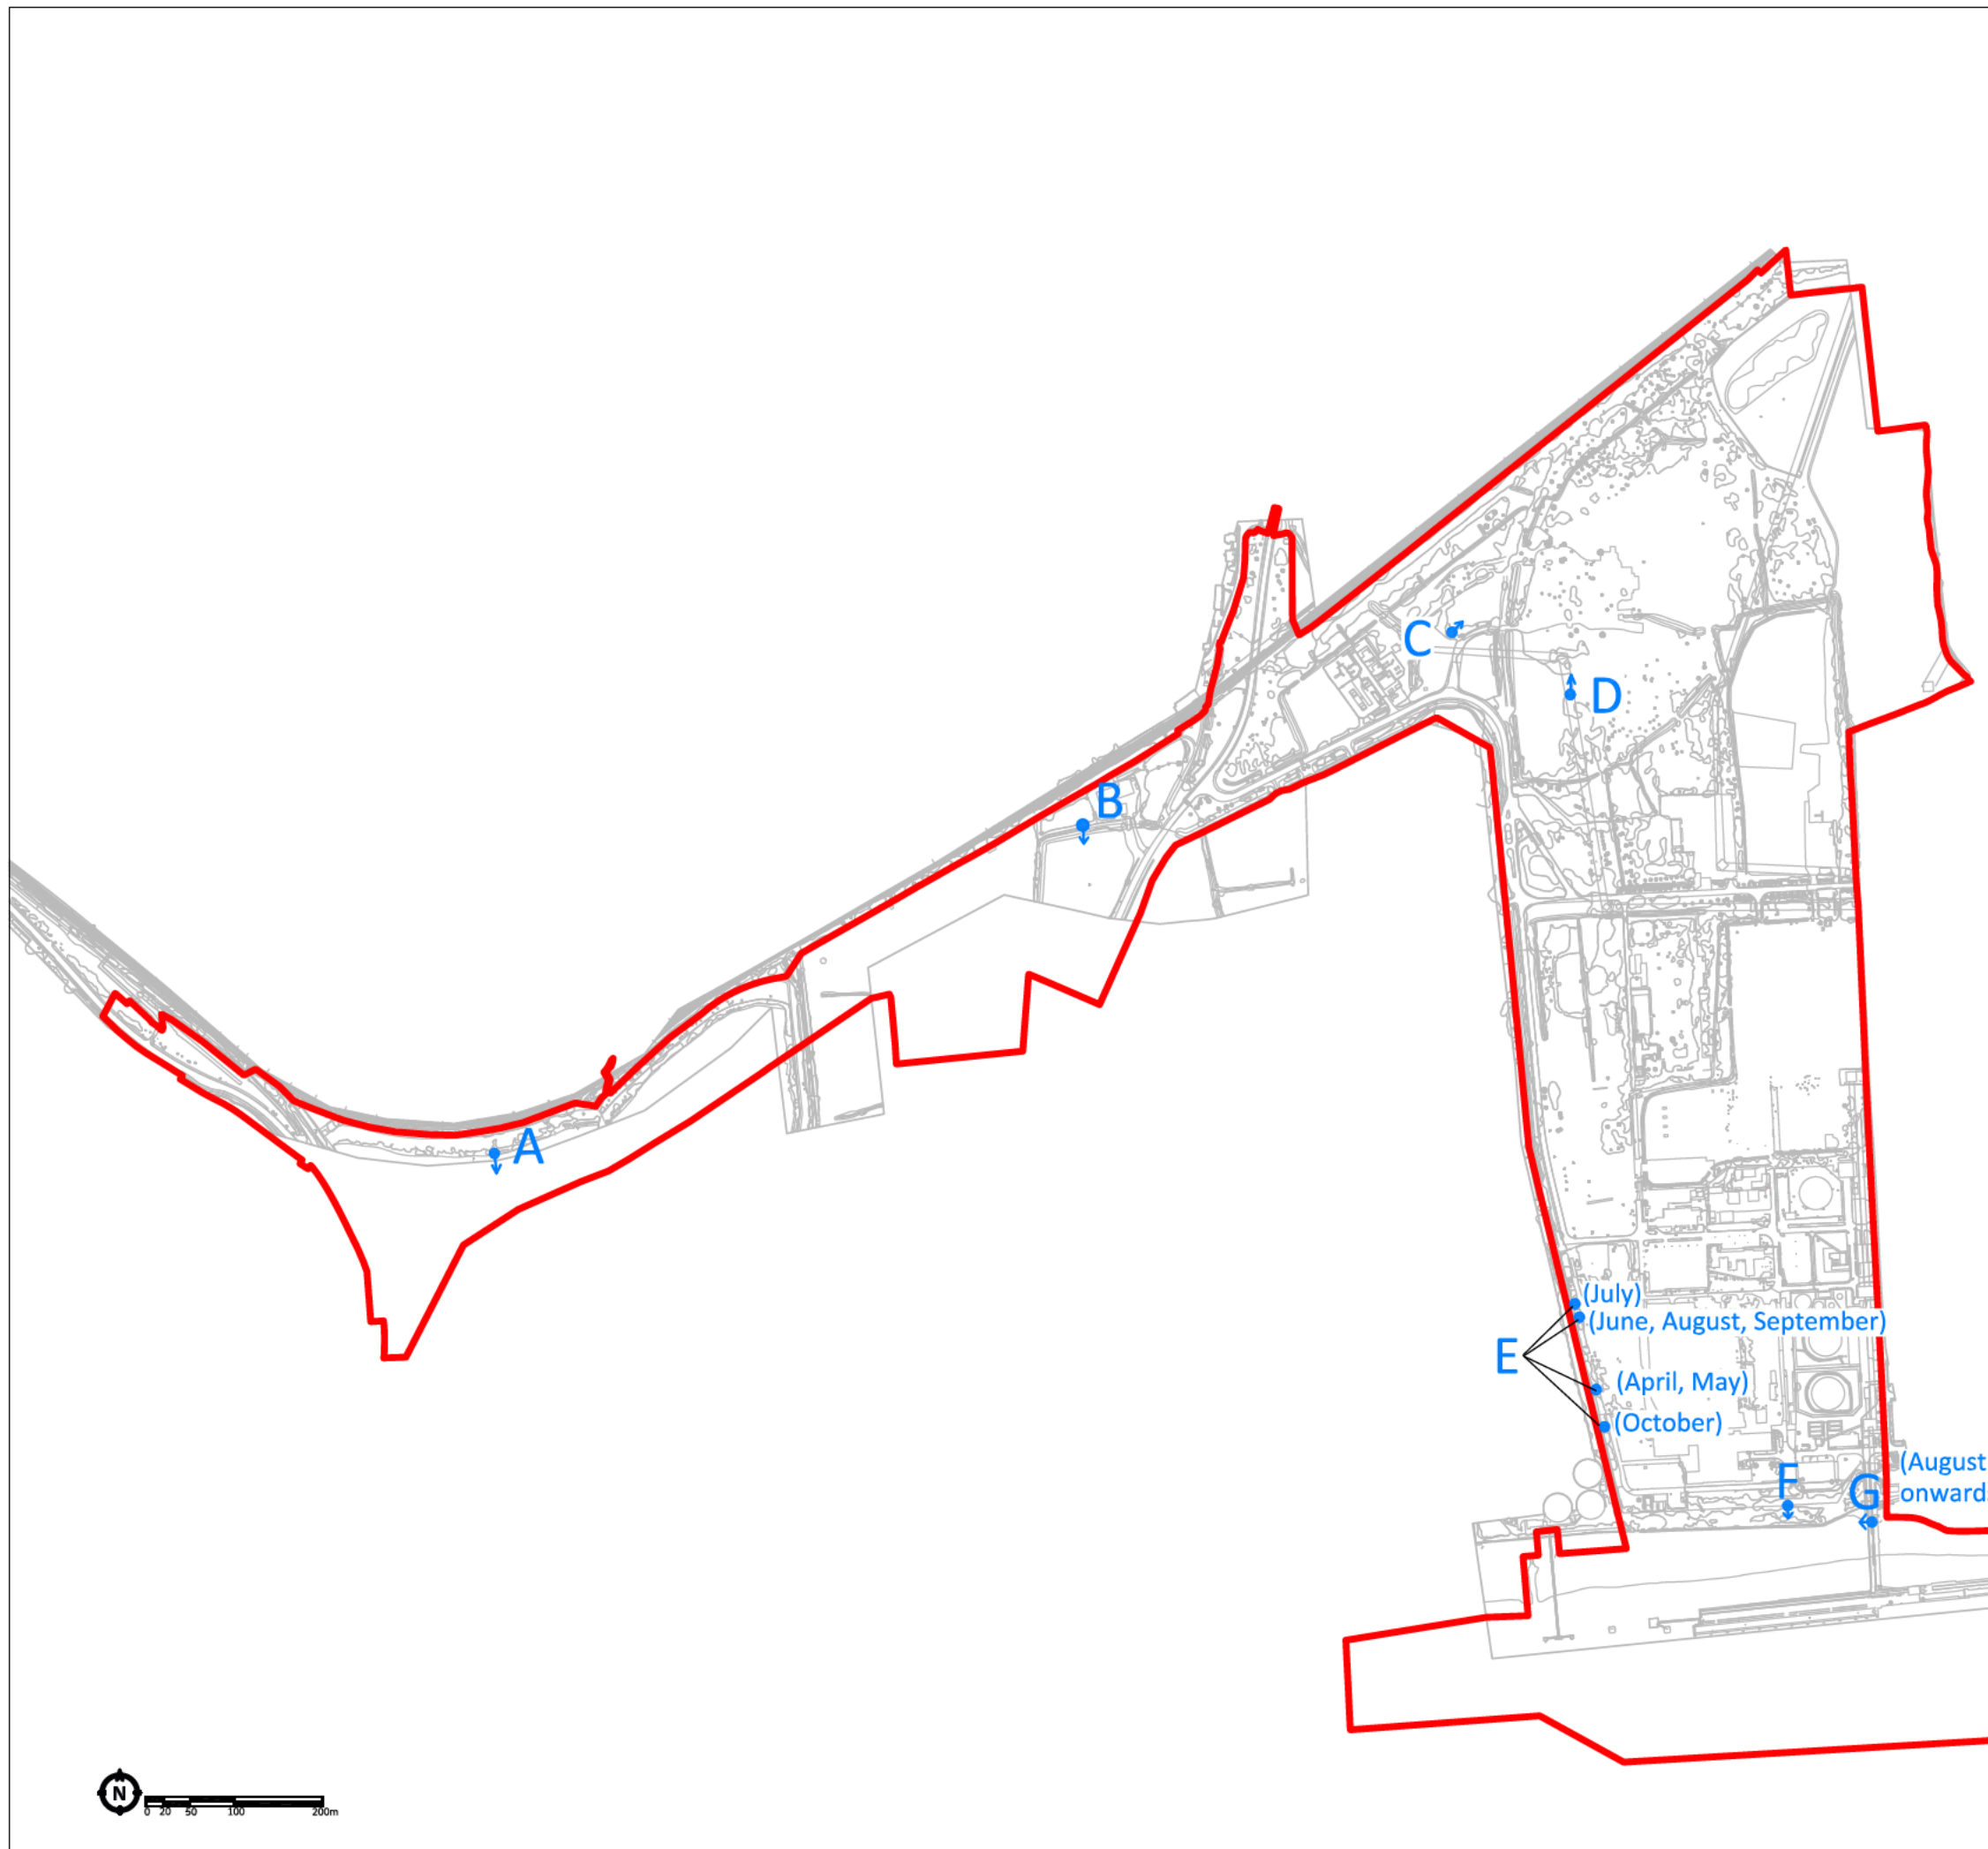 C
D
B
A
(July)
(June, August, September)
E
(April, May)
(October)
(August
onward
F
G
N
0 20 50 100 200m